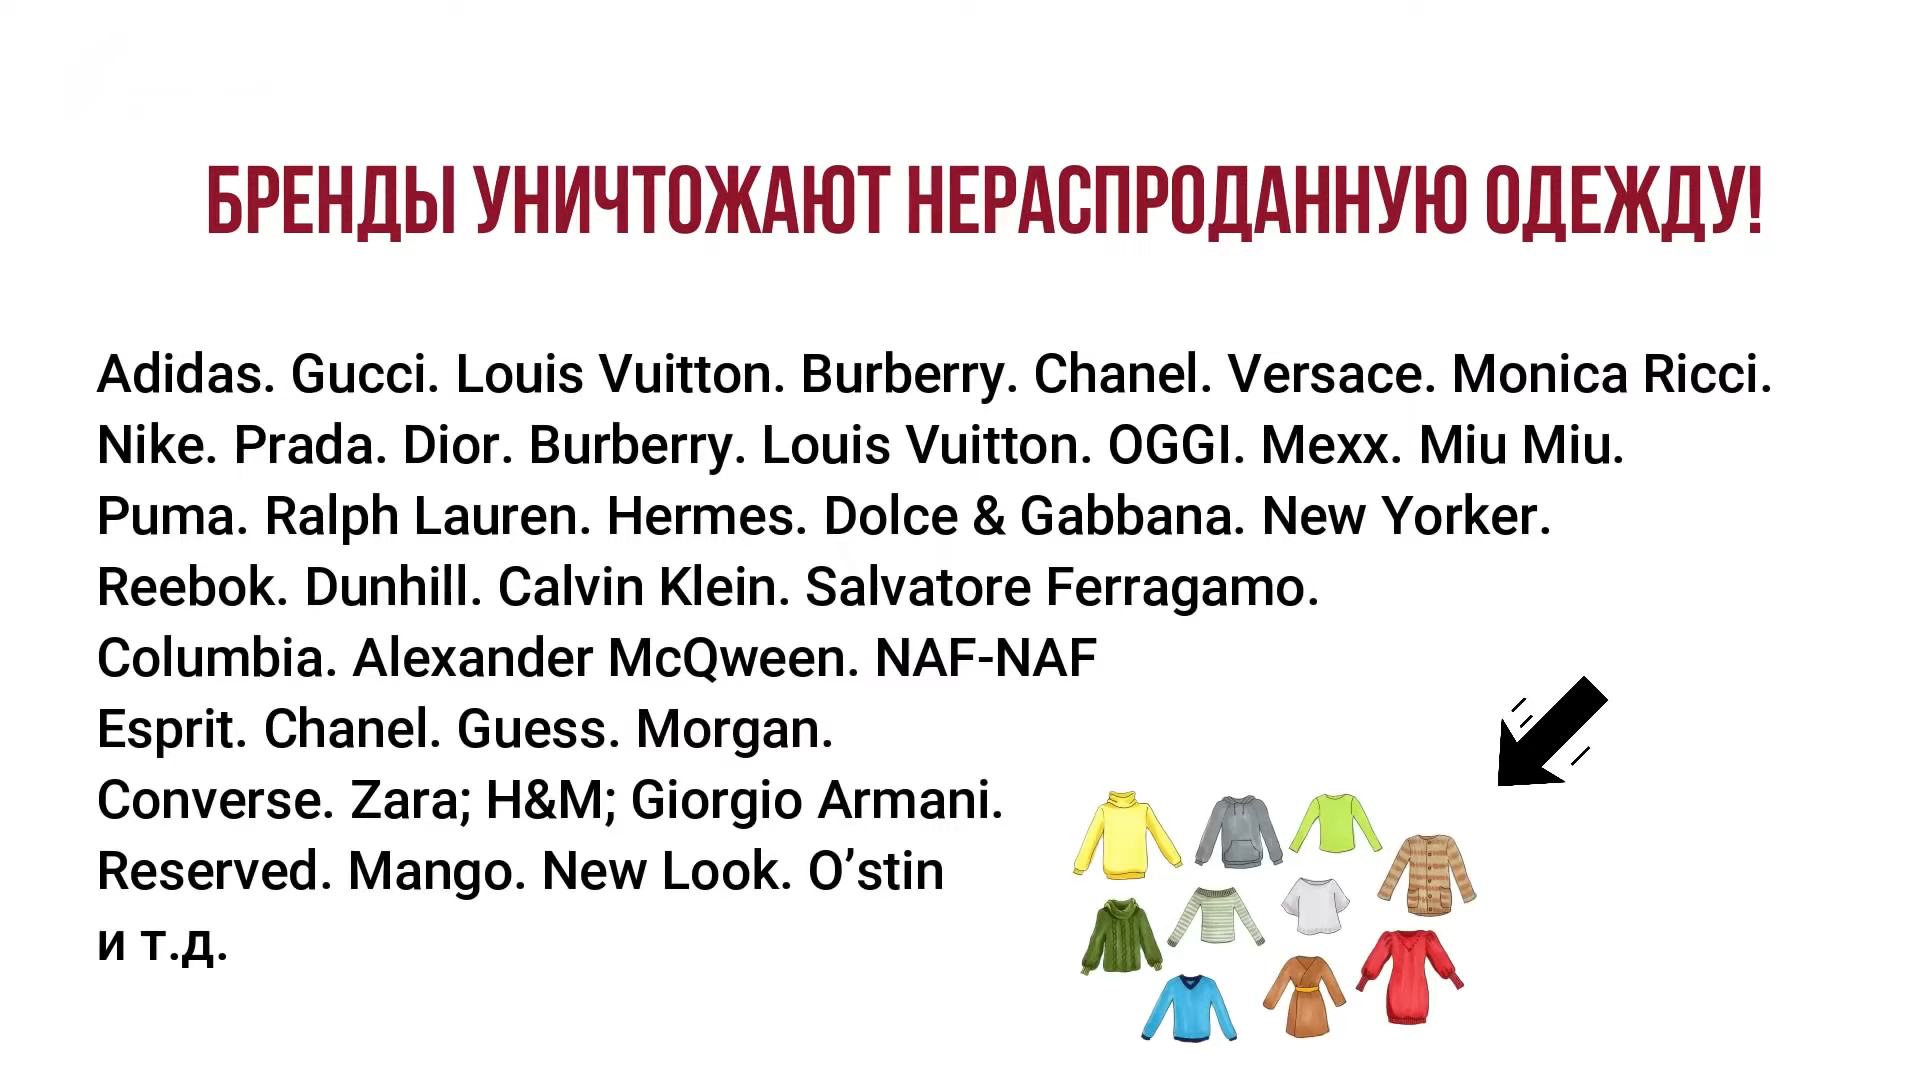 БРЕНДЫ УНИЧТОЖАЮТ НЕРАСПРОДАННУЮ ОДЕЖДУ!
Adidas. Gucci. Louis Vuitton. Burberry. Chanel. Versace. Monica Ricci.
Nike. Prada. Dior. Burberry. Louis Vuitton. OGGI. Mexx. Miu Miu.
Puma. Ralph Lauren. Hermes. Dolce & Gabbana. New Yorker.
Reebok. Dunhill. Calvin Klein. Salvatore Ferragamo.
Columbia. Alexander McQween. NAF-NAF
Esprit. Chanel. Guess. Morgan.
Converse. Zara; H&M; Giorgio Armani.
Reserved. Mango. New Look. O’stin
и т.д.